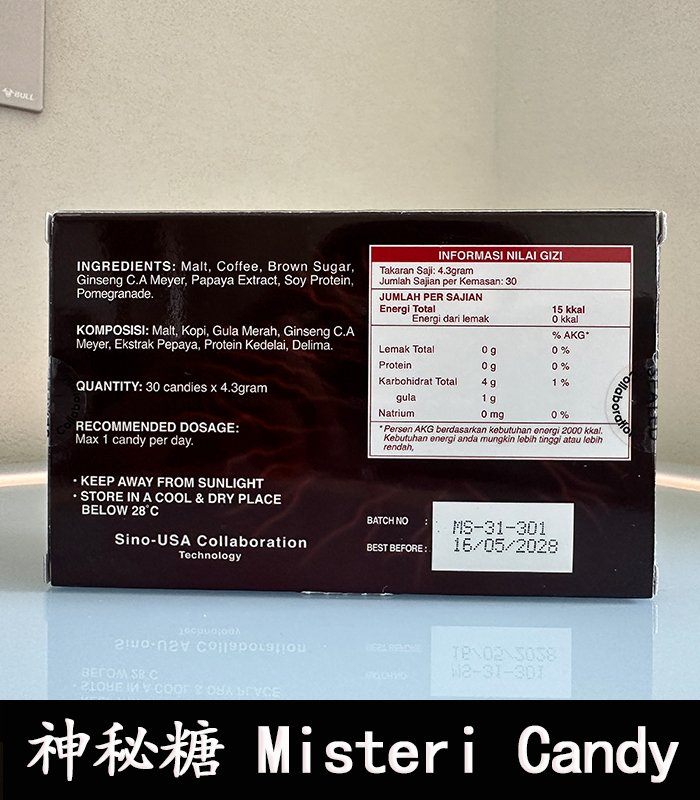 BULL
INGREDIENTS: Malt, Coffee, Brown Sugar,
Ginseng C.A Meyer, Papaya Extract, Soy Protein,
Pomegranade.
KOMPOSISI: Malt, Kopi, Gula Merah, Ginseng C.A
Meyer, Ekstrak Pepaya, Protein Kedelai, Delima.
QUANTITY: 30 candies x 4.3gram
RECOMMENDED DOSAGE:
Max 1 candy per day.
• KEEP AWAY FROM SUNLIGHT
• STORE IN A COOL & DRY PLACE
BELOW 28°C
Sino-USA Collaboration
Technology
INFORMASI NILAI GIZI
Takaran Saji: 4.3gram
Jumlah Sajian per Kemasan: 30
JUMLAH PER SAJIAN
Energi Total 15 kkal
Energi dari lemak 0 kkal
% AKG*
Lemak Total 0 g 0 %
Protein 0 g 0 %
Karbohidrat Total 4 g 1 %
gula 1 g
Natrium 0 mg 0 %
*Persen AKG berdasarkan kebutuhan energi 2000 kkal.
Kebutuhan energi anda mungkin lebih tinggi atau lebih
rendah,
BATCH NO : MS-31-301
BEST BEFORE : 16/05/2028
神秘糖 Misteri Candy